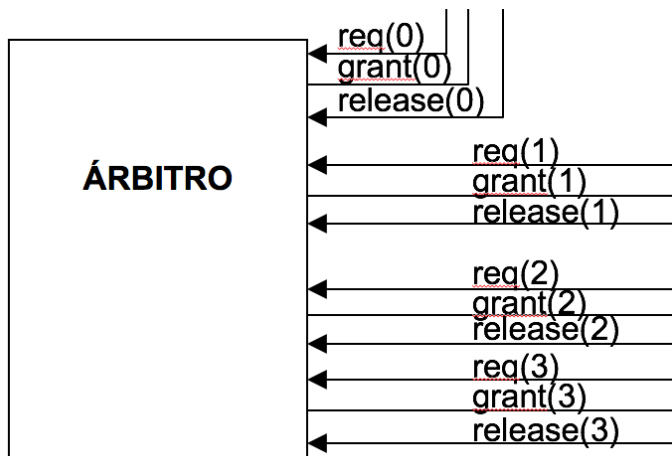 req(0)
grant(0)
release(0)
ÁRBITRO
req(1)
grant(1)
release(1)
req(2)
grant(2)
release(2)
req(3)
grant(3)
release(3)